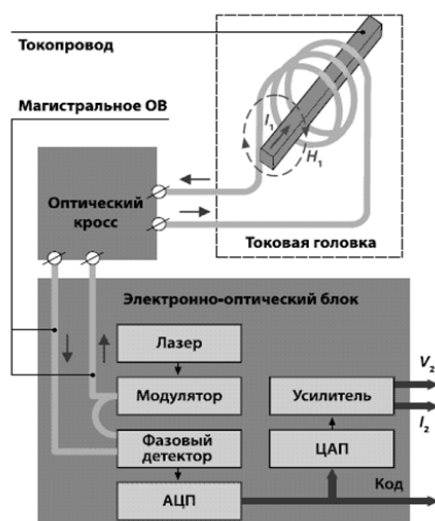 Токопровод
I₁
H₁
Магистральное ОВ
Оптический
кросс
Токовая головка
Электронно-оптический блок
Лазер
Модулятор
Усилитель
V₂
I₂
Фазовый
детектор
ЦАП
АЦП
Код